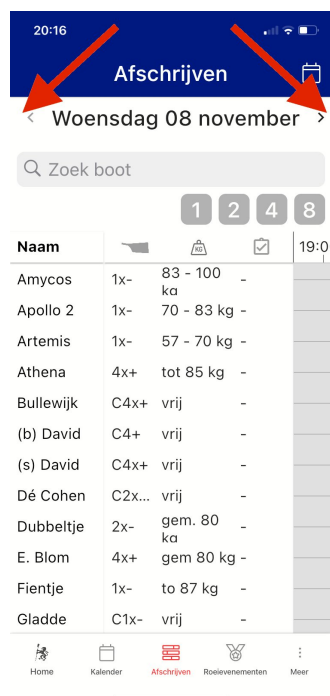 20:16
Afschrijven
< Woensdag 08 november >
Zoek boot
1 2 4 8
Naam KG 19:0
Amycos 1x- 83 - 100 kg -
Apollo 2 1x- 70 - 83 kg -
Artemis 1x- 57 - 70 kg -
Athena 4x+ tot 85 kg -
Bullewijk C4x+ vrij -
(b) David C4+ vrij -
(s) David C4x+ vrij -
Dé Cohen C2x... vrij -
Dubbeltje 2x- gem. 80 kg -
E. Blom 4x+ gem 80 kg -
Fientje 1x- to 87 kg -
Gladde C1x- vrij -
Home Kalender Afschrijven Roeievenementen Meer